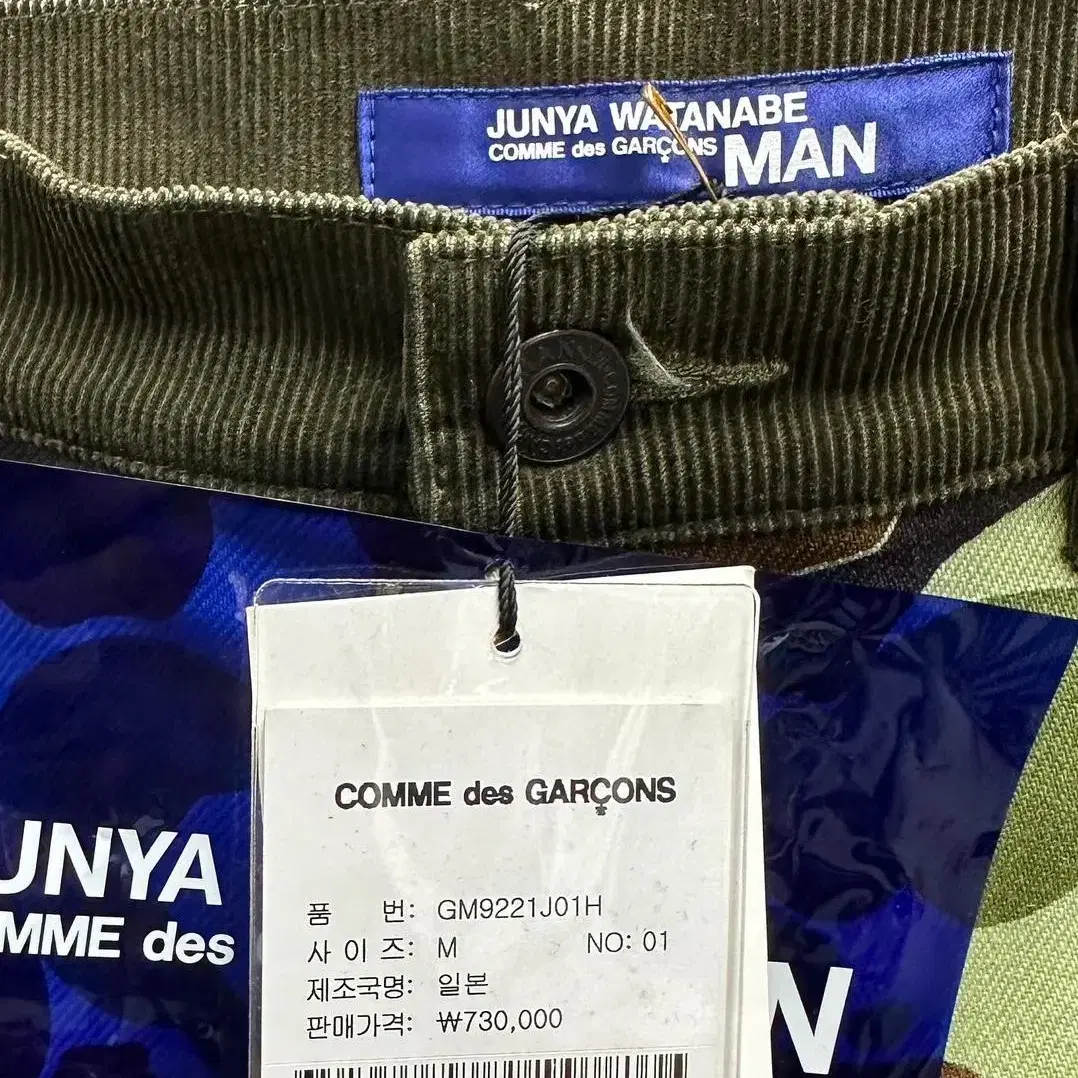 JUNYA WATANABE
COMME des GARÇONS MAN
COMME des GARÇONS
품 번: GM9221J01H
사 이 즈: M NO: 01
제조국명: 일본
판매가격: ₩730,000
UNYA
MME des
N